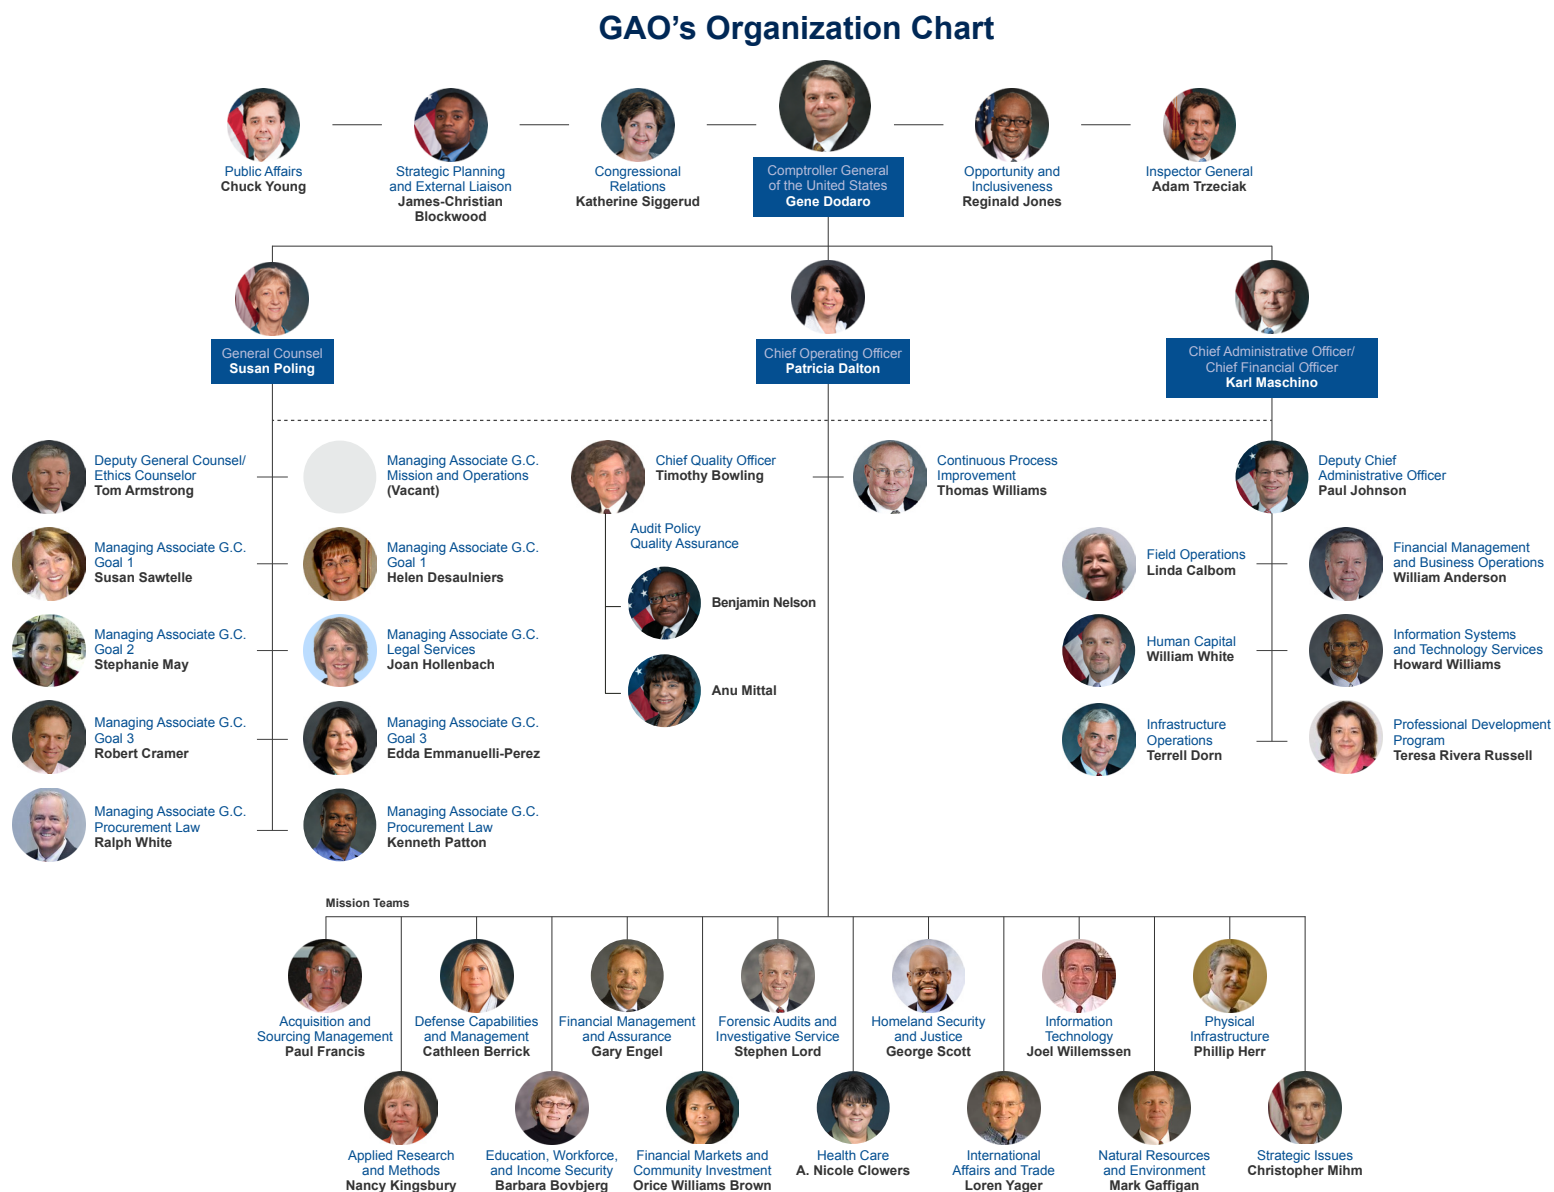 GAO's Organization Chart
Public Affairs
Chuck Young
Strategic Planning
and External Liaison
James-Christian
Blockwood
Congressional
Relations
Katherine Siggerud
Comptroller General
of the United States
Gene Dodaro
Opportunity and
Inclusiveness
Reginald Jones
Inspector General
Adam Trzeciak
General Counsel
Susan Poling
Chief Operating Officer
Patricia Dalton
Chief Administrative Officer/
Chief Financial Officer
Karl Maschino
Deputy General Counsel/
Ethics Counselor
Tom Armstrong
Managing Associate G.C.
Mission and Operations
(Vacant)
Managing Associate G.C.
Goal 1
Susan Sawtelle
Managing Associate G.C.
Goal 1
Helen Desaulniers
Managing Associate G.C.
Goal 2
Stephanie May
Managing Associate G.C.
Legal Services
Joan Hollenbach
Managing Associate G.C.
Goal 3
Robert Cramer
Managing Associate G.C.
Goal 3
Edda Emmanuelli-Perez
Managing Associate G.C.
Procurement Law
Ralph White
Managing Associate G.C.
Procurement Law
Kenneth Patton
Chief Quality Officer
Timothy Bowling
Continuous Process
Improvement
Thomas Williams
Audit Policy
Quality Assurance
Benjamin Nelson
Anu Mittal
Deputy Chief
Administrative Officer
Paul Johnson
Field Operations
Linda Calbom
Financial Management
and Business Operations
William Anderson
Human Capital
William White
Information Systems
and Technology Services
Howard Williams
Infrastructure
Operations
Terrell Dorn
Professional Development
Program
Teresa Rivera Russell
Mission Teams
Acquisition and
Sourcing Management
Paul Francis
Defense Capabilities
and Management
Cathleen Berrick
Financial Management
and Assurance
Gary Engel
Forensic Audits and
Investigative Service
Stephen Lord
Homeland Security
and Justice
George Scott
Information
Technology
Joel Willemssen
Physical
Infrastructure
Phillip Herr
Applied Research
and Methods
Nancy Kingsbury
Education, Workforce,
and Income Security
Barbara Bovbjerg
Financial Markets and
Community Investment
Orice Williams Brown
Health Care
A. Nicole Clowers
International
Affairs and Trade
Loren Yager
Natural Resources
and Environment
Mark Gaffigan
Strategic Issues
Christopher Mihm